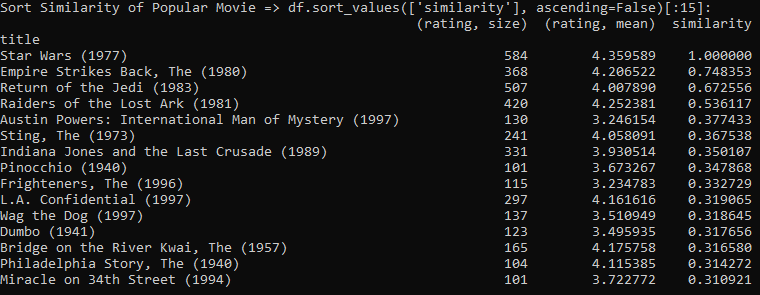 Sort Similarity of Popular Movie => df.sort_values(['similarity'], ascending=False)[:15]:
(rating, size) (rating, mean) similarity
title
Star Wars (1977) 584 4.359589 1.000000
Empire Strikes Back, The (1980) 368 4.206522 0.748353
Return of the Jedi (1983) 507 4.007890 0.672556
Raiders of the Lost Ark (1981) 420 4.252381 0.536117
Austin Powers: International Man of Mystery (1997) 130 3.246154 0.377433
Sting, The (1973) 241 4.058091 0.367538
Indiana Jones and the Last Crusade (1989) 331 3.930514 0.350107
Pinocchio (1940) 101 3.673267 0.347868
Frighteners, The (1996) 115 3.234783 0.332729
L.A. Confidential (1997) 297 4.161616 0.319065
Wag the Dog (1997) 137 3.510949 0.318645
Dumbo (1941) 123 3.495935 0.317656
Bridge on the River Kwai, The (1957) 165 4.175758 0.316580
Philadelphia Story, The (1940) 104 4.115385 0.314272
Miracle on 34th Street (1994) 101 3.722772 0.310921